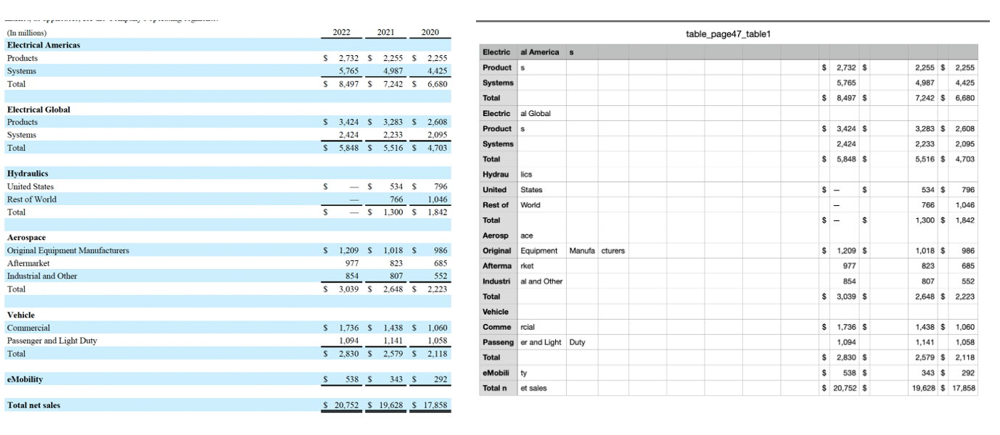 (In millions) 2022 2021 2020
Electrical Americas
Products $ 2,732 $ 2,255 $ 2,255
Systems 5,765 4,987 4,425
Total $ 8,497 $ 7,242 $ 6,680
Electrical Global
Products $ 3,424 $ 3,283 $ 2,608
Systems 2,424 2,233 2,095
Total $ 5,848 $ 5,516 $ 4,703
Hydraulics
United States $ — $ 534 $ 796
Rest of World — 766 1,046
Total $ — $ 1,300 $ 1,842
Aerospace
Original Equipment Manufacturers $ 1,209 $ 1,018 $ 986
Aftermarket 977 823 685
Industrial and Other 854 807 552
Total $ 3,039 $ 2,648 $ 2,223
Vehicle
Commercial $ 1,736 $ 1,438 $ 1,060
Passenger and Light Duty 1,094 1,141 1,058
Total $ 2,830 $ 2,579 $ 2,118
eMobility $ 538 $ 343 $ 292
Total net sales $ 20,752 $ 19,628 $ 17,858
table_page47_table1
Electric al America s
Product s $ 2,732 $ 2,255 $ 2,255
Systems 5,765 4,987 4,425
Total $ 8,497 $ 7,242 $ 6,680
Electric al Global
Product s $ 3,424 $ 3,283 $ 2,608
Systems 2,424 2,233 2,095
Total $ 5,848 $ 5,516 $ 4,703
Hydrau lics
United States $ — $ 534 $ 796
Rest of World — 766 1,046
Total $ — $ 1,300 $ 1,842
Aerosp ace
Original Equipment Manufa cturers $ 1,209 $ 1,018 $ 986
Afterma rket 977 823 685
Industri al and Other 854 807 552
Total $ 3,039 $ 2,648 $ 2,223
Vehicle
Comme rcial $ 1,736 $ 1,438 $ 1,060
Passeng er and Light Duty 1,094 1,141 1,058
Total $ 2,830 $ 2,579 $ 2,118
eMobili ty $ 538 $ 343 $ 292
Total n et sales $ 20,752 $ 19,628 $ 17,858